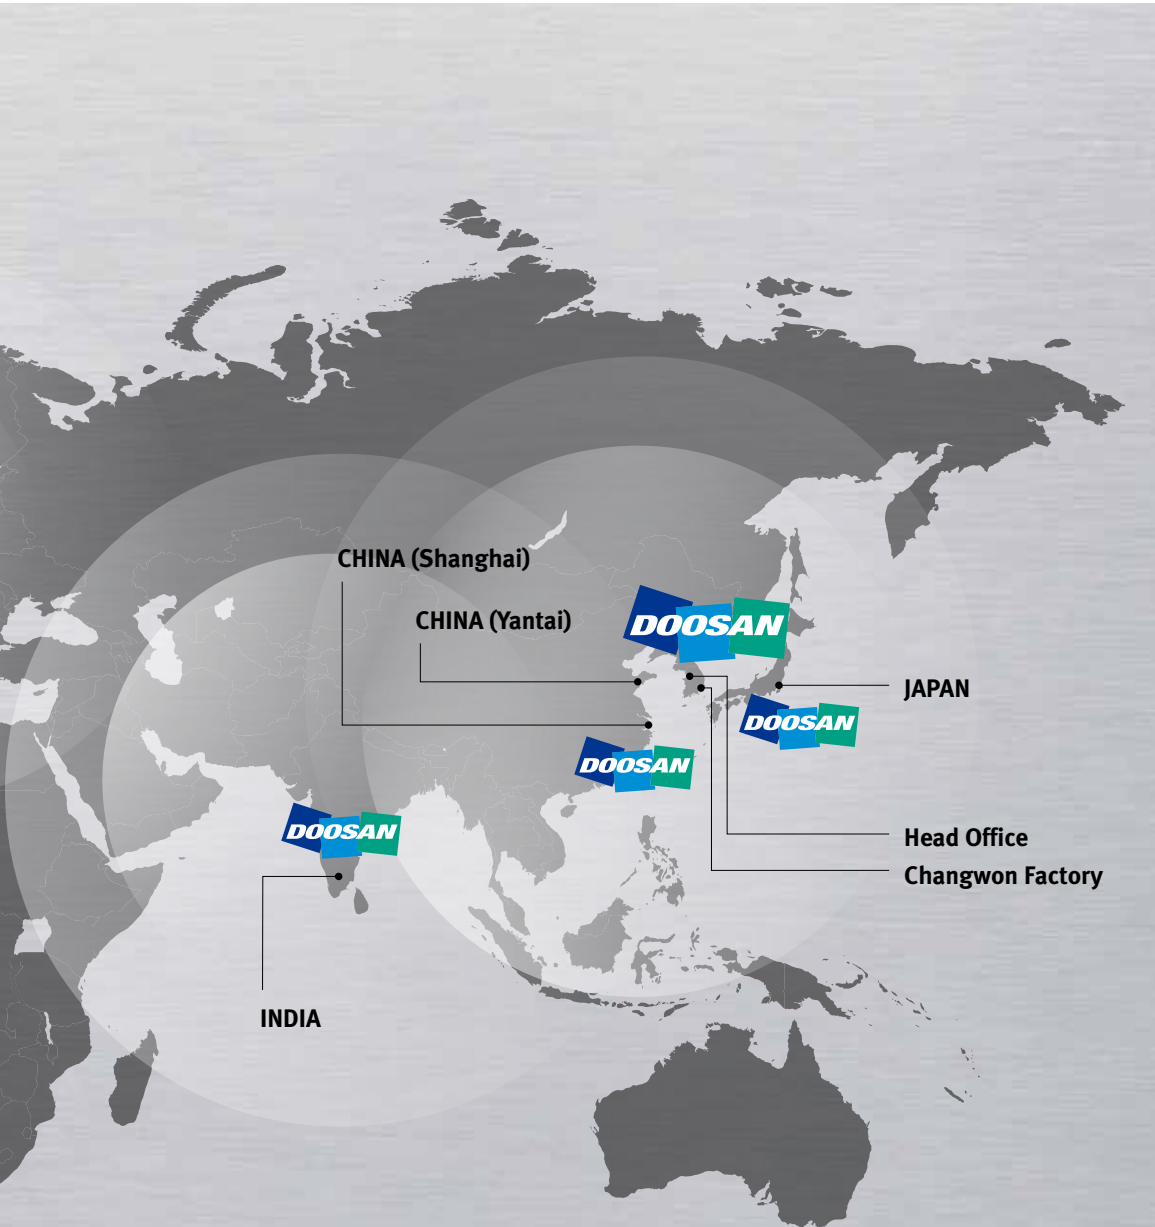 CHINA (Shanghai)
CHINA (Yantai)
DOOSAN
JAPAN
DOOSAN
DOOSAN
DOOSAN
Head Office
Changwon Factory
INDIA